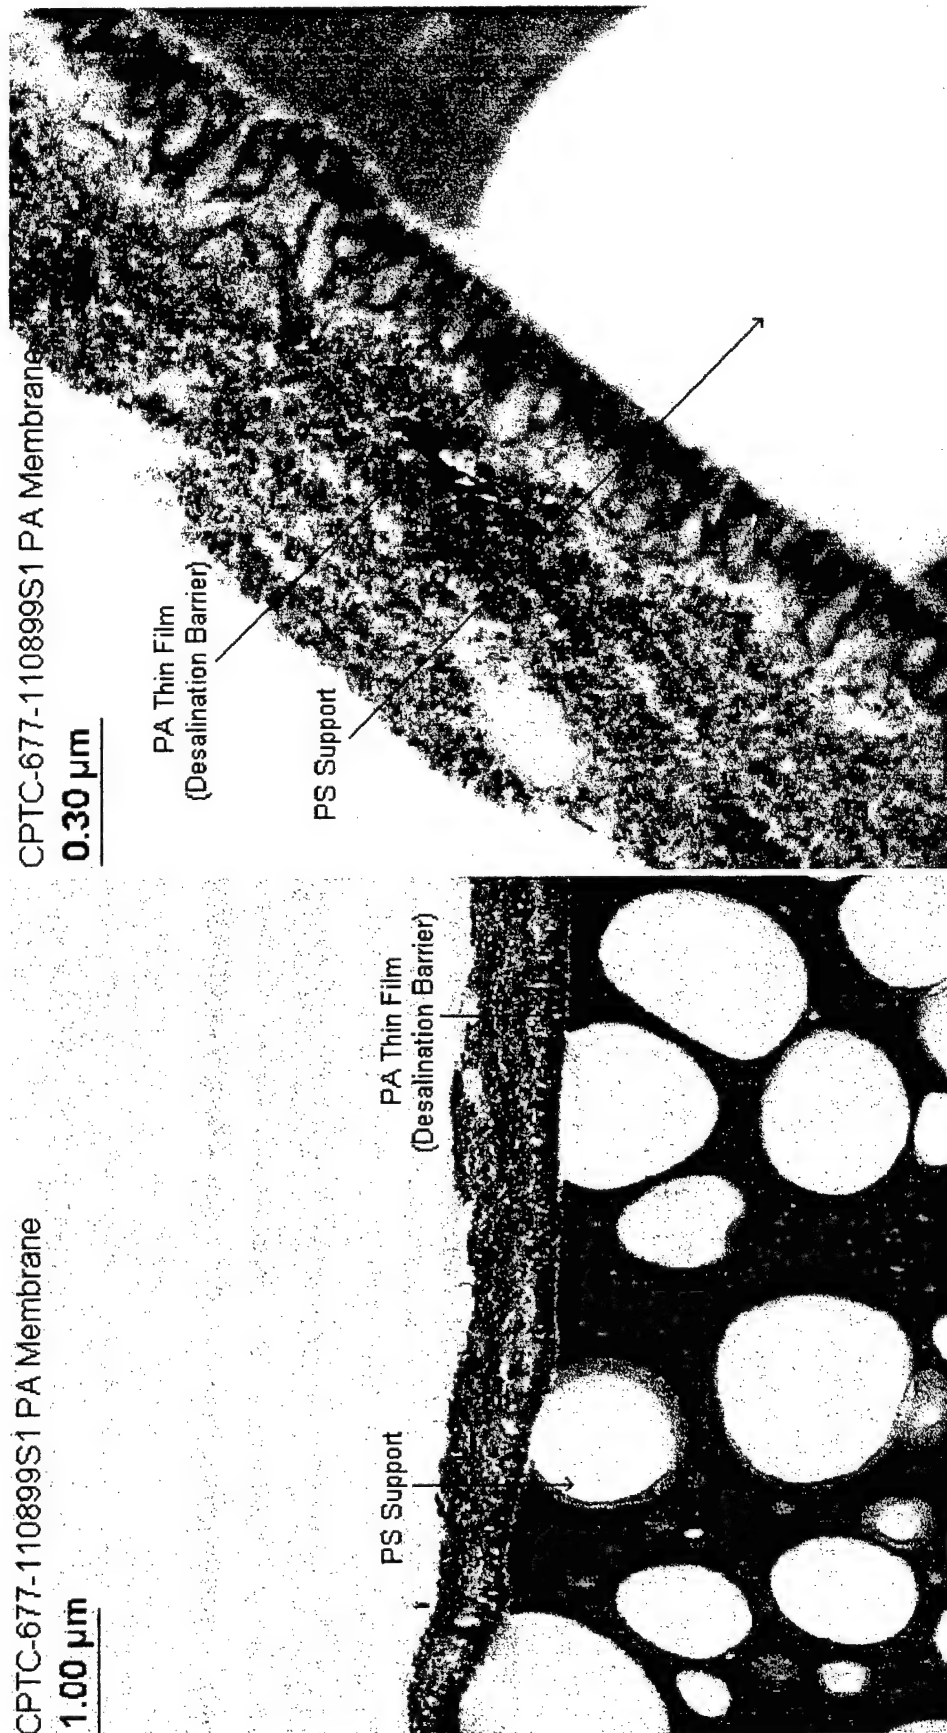 CPTC-677-110899S1 PA Membrane
1.00 µm
PS Support
PA Thin Film
(Desalination Barrier)
CPTC-677-110899S1 PA Membrane
0.30 µm
PA Thin Film
(Desalination Barrier)
PS Support